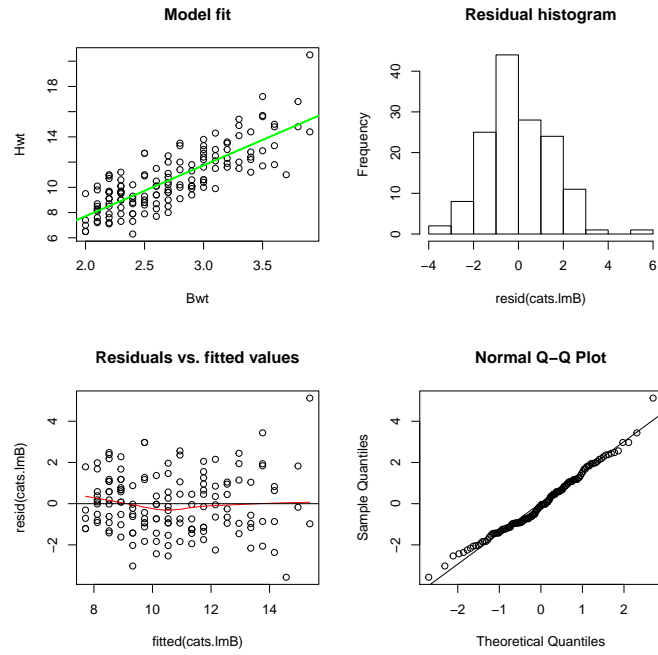 Model fit
Hwt
6 8 10 14 18
2.0 2.5 3.0 3.5
Bwt
Residual histogram
Frequency
0 10 20 30 40
−4 −2 0 2 4 6
resid(cats.lmB)
Residuals vs. fitted values
resid(cats.lmB)
−2 0 2 4
8 10 12 14
fitted(cats.lmB)
Normal Q−Q Plot
Sample Quantiles
−2 0 2 4
−2 −1 0 1 2
Theoretical Quantiles